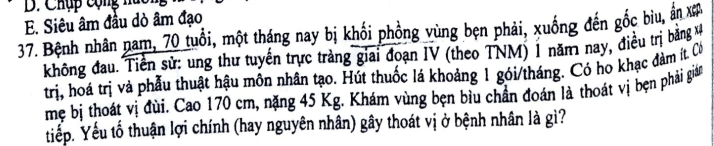 D. Chụp cộng
E. Siêu âm đầu dò âm đạo
37. Bệnh nhân nam, 70 tuổi, một tháng nay bị khối phồng vùng bẹn phải, xuống đến gốc bìu, ấn xẹp,
không đau. Tiền sử: ung thư tuyến trực tràng giai đoạn IV (theo TNM) 1 năm nay, điều trị bằng xạ
trị, hoá trị và phẫu thuật hậu môn nhân tạo. Hút thuốc lá khoảng 1 gói/tháng. Có ho khạc đàm ít. Có
mẹ bị thoát vị đùi. Cao 170 cm, nặng 45 Kg. Khám vùng bẹn bìu chẩn đoán là thoát vị bẹn phải gián
tiếp. Yếu tố thuận lợi chính (hay nguyên nhân) gây thoát vị ở bệnh nhân là gì?